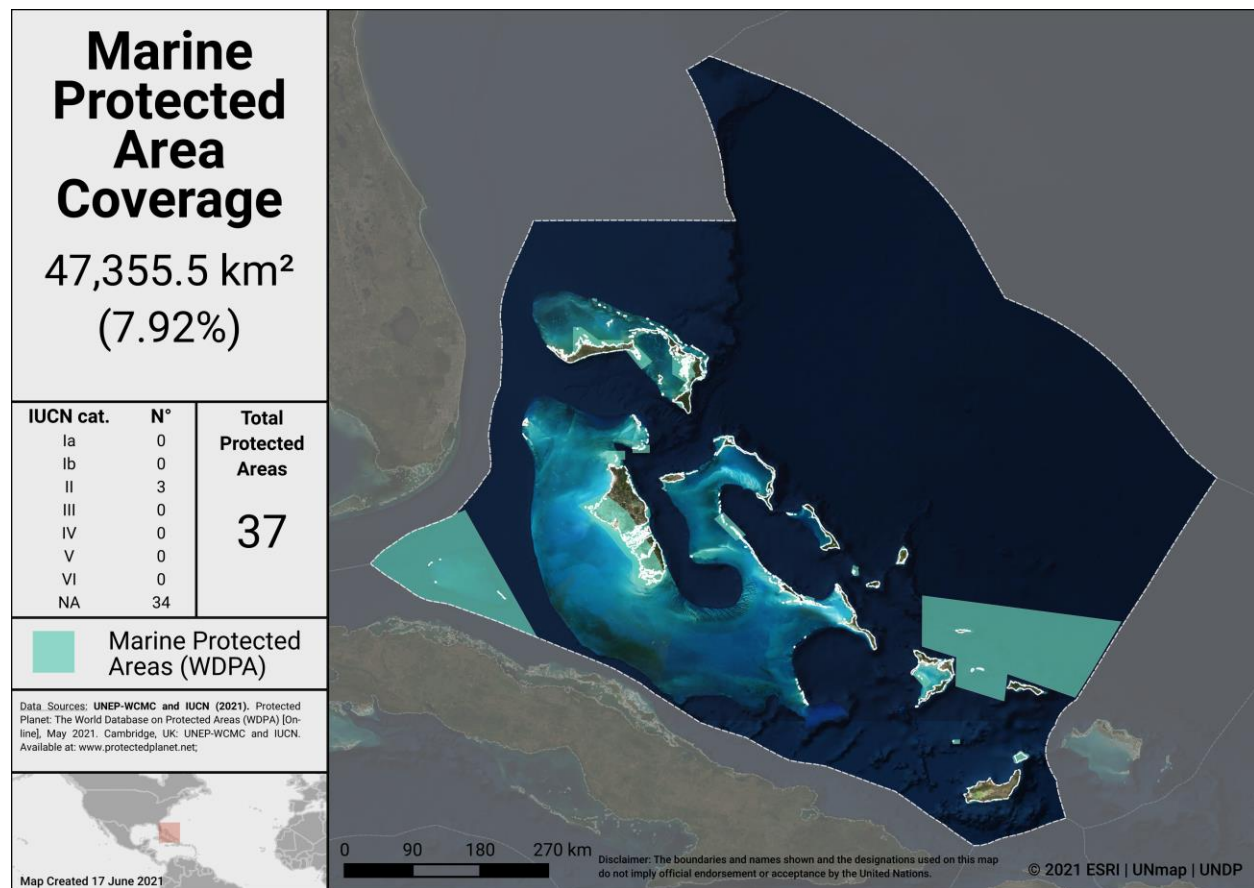 Marine
Protected
Area
Coverage
47,355.5 km²
(7.92%)
IUCN cat. N°
Ia 0
Ib 0
II 3
III 0
IV 0
V 0
VI 0
NA 34
Total
Protected
Areas
37
Marine Protected
Areas (WDPA)
Data Sources: UNEP-WCMC and IUCN (2021). Protected
Planet: The World Database on Protected Areas (WDPA) [On-
line], May 2021. Cambridge, UK: UNEP-WCMC and IUCN.
Available at: www.protectedplanet.net;
Map Created 17 June 2021
0 90 180 270 km
Disclaimer: The boundaries and names shown and the designations used on this map
do not imply official endorsement or acceptance by the United Nations.
© 2021 ESRI | UNmap | UNDP